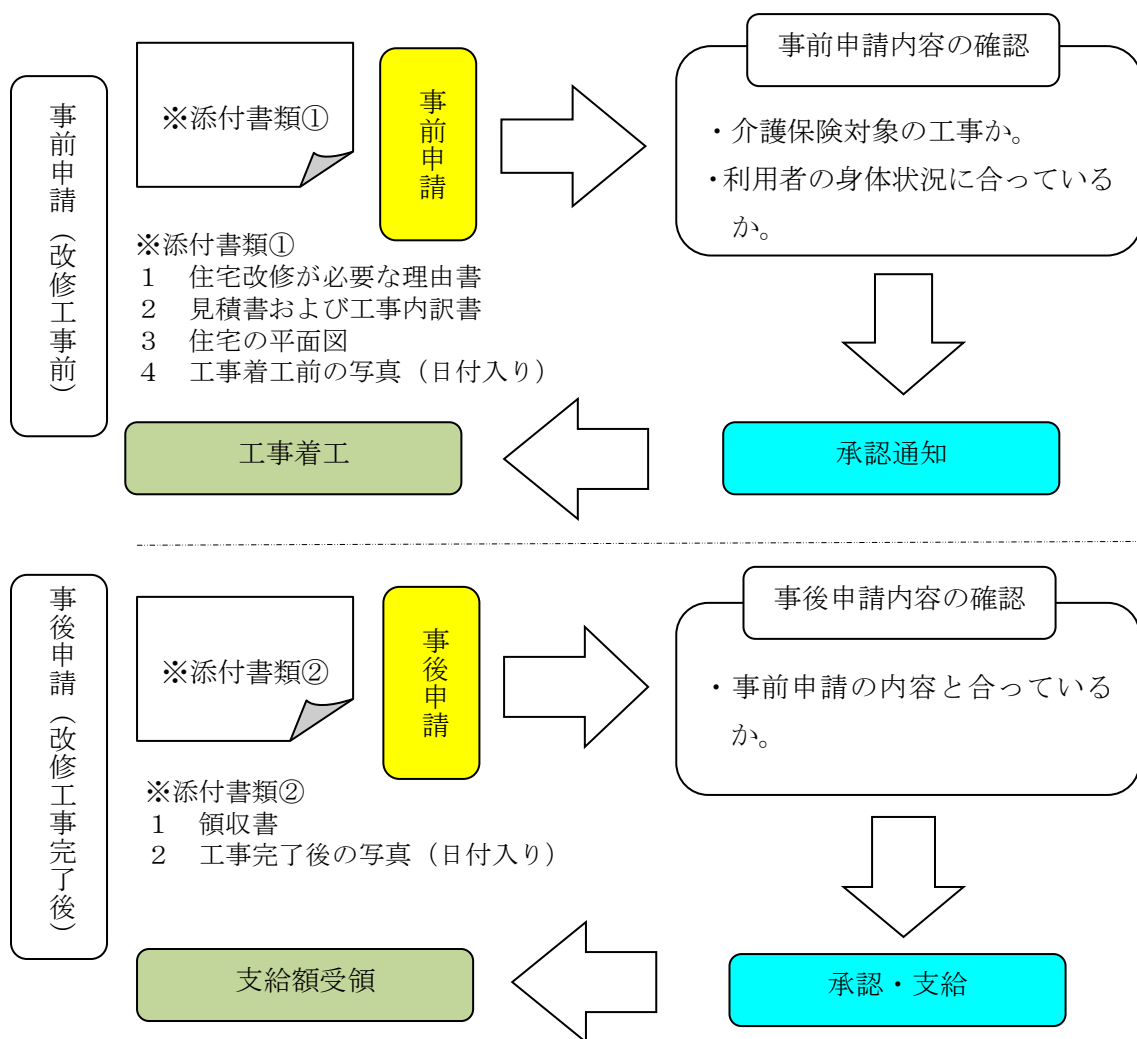 事前申請（改修工事前）
※添付書類①
事前申請
事前申請内容の確認
・介護保険対象の工事か。
・利用者の身体状況に合っている
か。
※添付書類①
１　住宅改修が必要な理由書
２　見積書および工事内訳書
３　住宅の平面図
４　工事着工前の写真（日付入り）
工事着工
承認通知
事後申請（改修工事完了後）
※添付書類②
事後申請
事後申請内容の確認
・事前申請の内容と合っている
か。
※添付書類②
１　領収書
２　工事完了後の写真（日付入り）
支給額受領
承認・支給